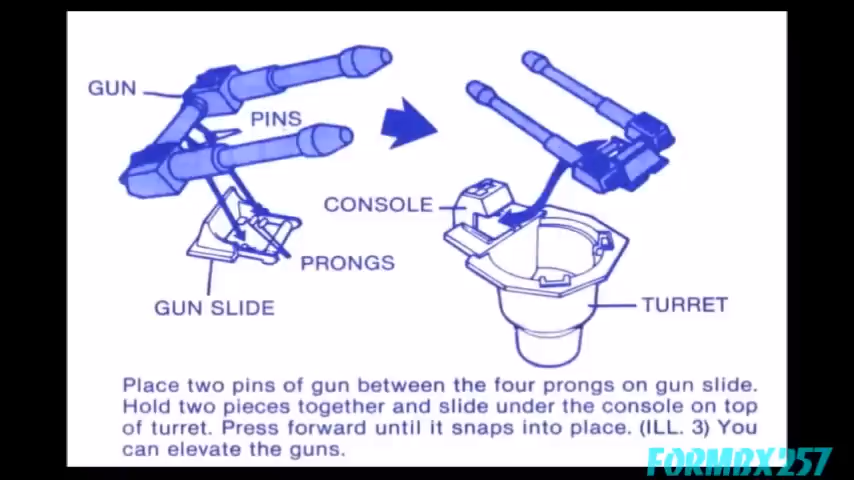 GUN
PINS
CONSOLE
PRONGS
GUN SLIDE
TURRET
Place two pins of gun between the four prongs on gun slide.
Hold two pieces together and slide under the console on top
of turret. Press forward until it snaps into place. (ILL. 3) You
can elevate the guns.
FORMBX257